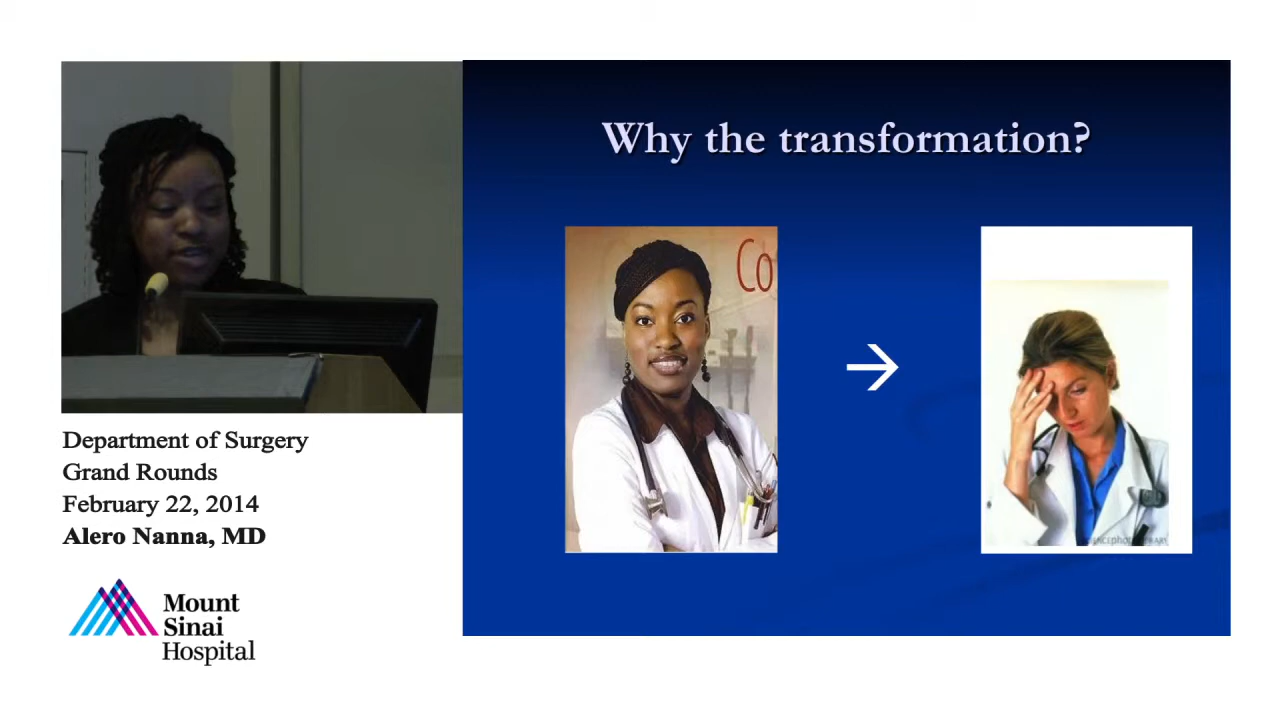 Why the transformation?
Co
Department of Surgery
Grand Rounds
February 22, 2014
Alero Nanna, MD
Mount
Sinai
Hospital